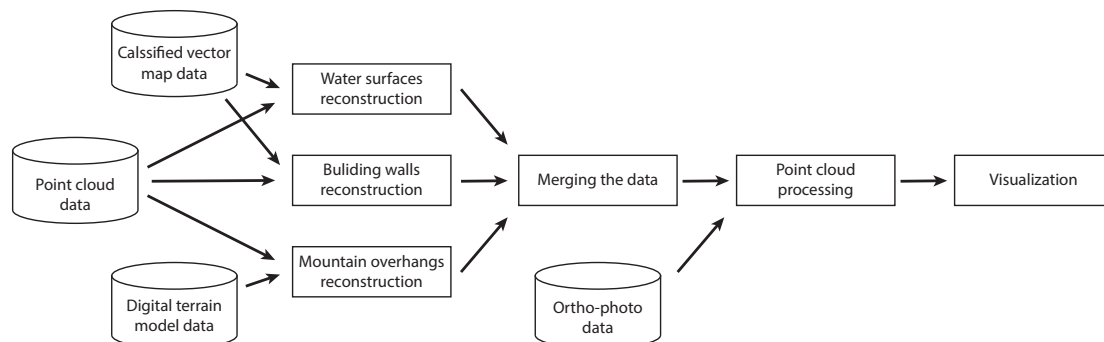 Calssified vector
map data
Water surfaces
reconstruction
Point cloud
data
Buliding walls
reconstruction
Merging the data
Point cloud
processing
Visualization
Mountain overhangs
reconstruction
Digital terrain
model data
Ortho-photo
data